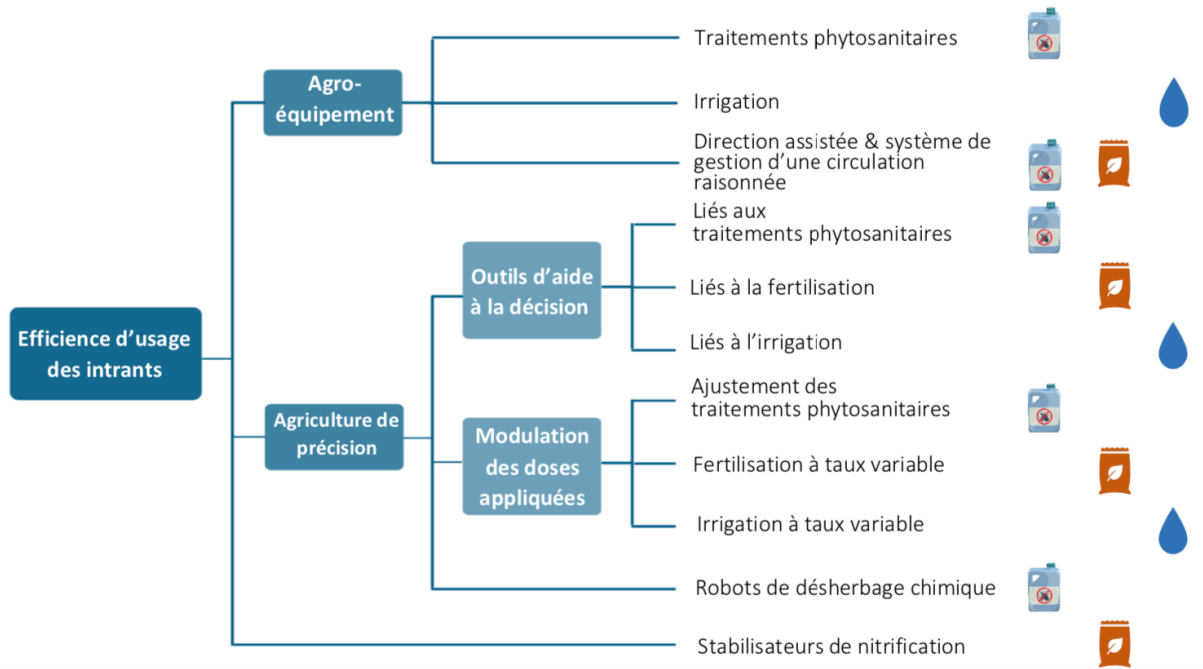 Efficience d'usage
des intrants
Agro-
équipement
Traitements phytosanitaires
Irrigation
Direction assistée & système de
gestion d'une circulation
raisonnée
Agriculture de
précision
Outils d'aide
à la décision
Liés aux
traitements phytosanitaires
Liés à la fertilisation
Liés à l'irrigation
Modulation
des doses
appliquées
Ajustement des
traitements phytosanitaires
Fertilisation à taux variable
Irrigation à taux variable
Robots de désherbage chimique
Stabilisateurs de nitrification